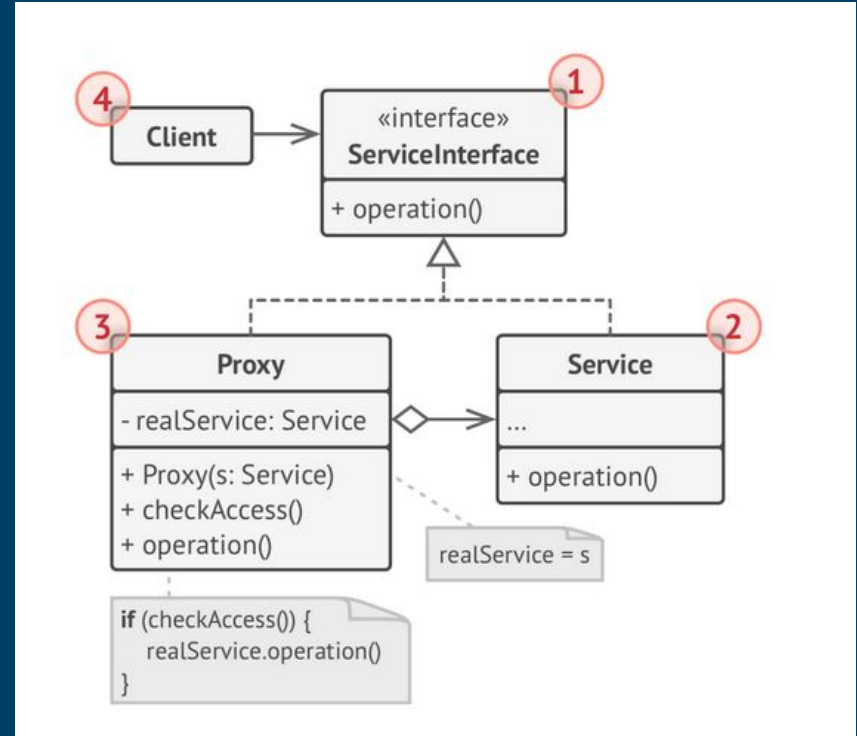 4
Client
1
«interface»
ServiceInterface
+ operation()
3
Proxy
- realService: Service
+ Proxy(s: Service)
+ checkAccess()
+ operation()
2
Service
...
+ operation()
realService = s
if (checkAccess()) {
realService.operation()
}